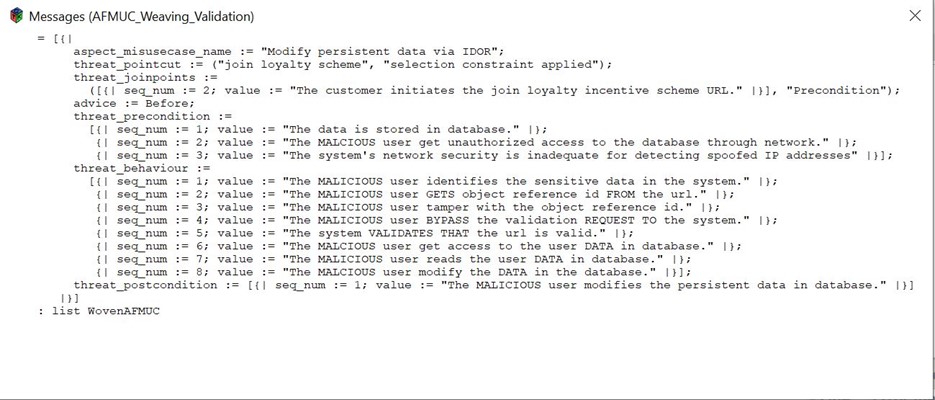 Messages (AFMUC_Weaving_Validation)
= [{|
aspect_misusecase_name := "Modify persistent data via IDOR";
threat_pointcut := ("join loyalty scheme", "selection constraint applied");
threat_joinpoints :=
([{| seq_num := 2; value := "The customer initiates the join loyalty incentive scheme URL." |}], "Precondition");
advice := Before;
threat_precondition :=
[{| seq_num := 1; value := "The data is stored in database." |};
{| seq_num := 2; value := "The MALCIOUS user get unauthorized access to the database through network." |};
{| seq_num := 3; value := "The system's network security is inadequate for detecting spoofed IP addresses" |}];
threat_behaviour :=
[{| seq_num := 1; value := "The MALICIOUS user identifies the sensitive data in the system." |};
{| seq_num := 2; value := "The MALICIOUS user GETS object reference id FROM the url." |};
{| seq_num := 3; value := "The MALICIOUS user tamper with the object reference id." |};
{| seq_num := 4; value := "The MALICIOUS user BYPASS the validation REQUEST TO the system." |};
{| seq_num := 5; value := "The system VALIDATES THAT the url is valid." |};
{| seq_num := 6; value := "The MALCIOUS user get access to the user DATA in database." |};
{| seq_num := 7; value := "The MALICIOUS user reads the user DATA in database." |};
{| seq_num := 8; value := "The MALCIOUS user modify the DATA in the database." |}];
threat_postcondition := [{| seq_num := 1; value := "The MALICIOUS user modifies the persistent data in database." |}]
|}]
: list WovenAFMUC